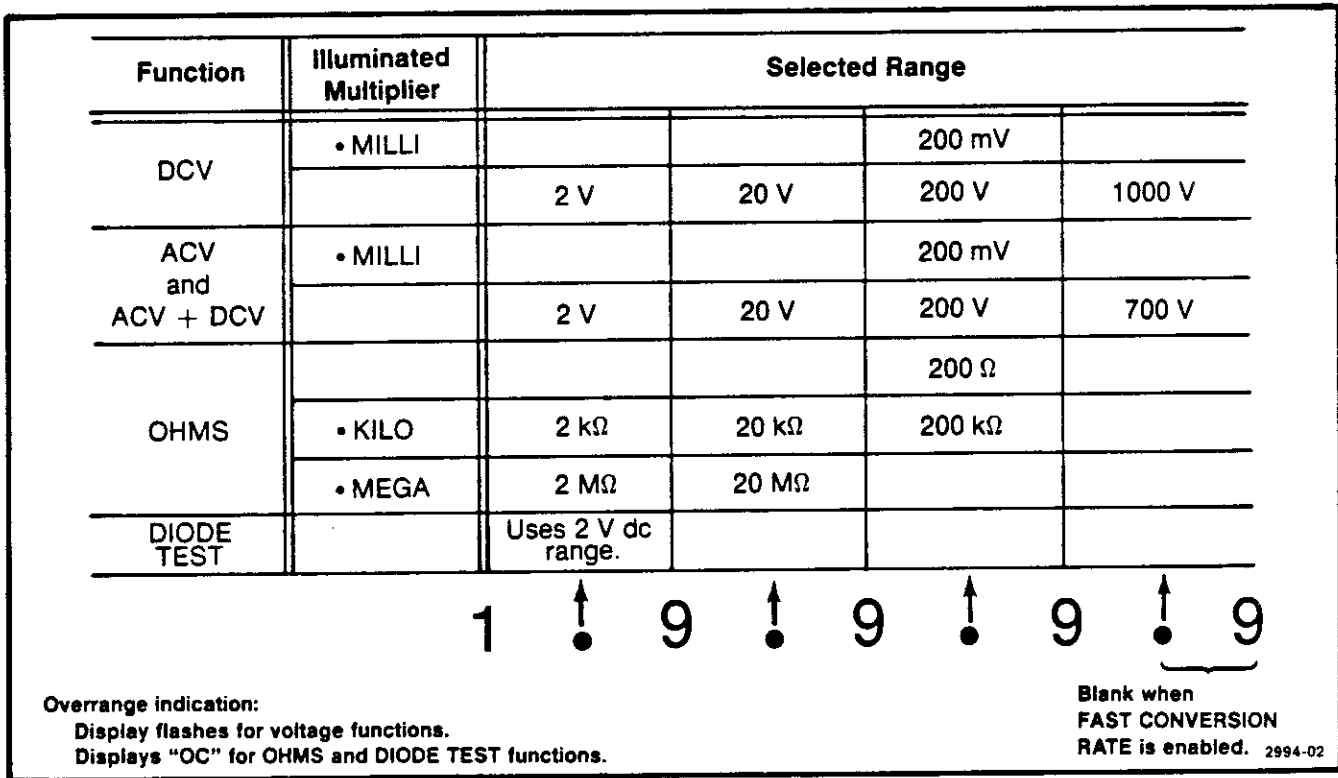 Function Illuminated Multiplier Selected Range
DCV • MILLI 200 mV
2 V 20 V 200 V 1000 V
ACV and ACV + DCV • MILLI 200 mV
2 V 20 V 200 V 700 V
OHMS 200 Ω
• KILO 2 kΩ 20 kΩ 200 kΩ
• MEGA 2 MΩ 20 MΩ
DIODE TEST Uses 2 V dc range.
1 . 9 . 9 . 9 . 9
Overrange indication:
Display flashes for voltage functions.
Displays "OC" for OHMS and DIODE TEST functions.
Blank when
FAST CONVERSION
RATE is enabled. 2994-02